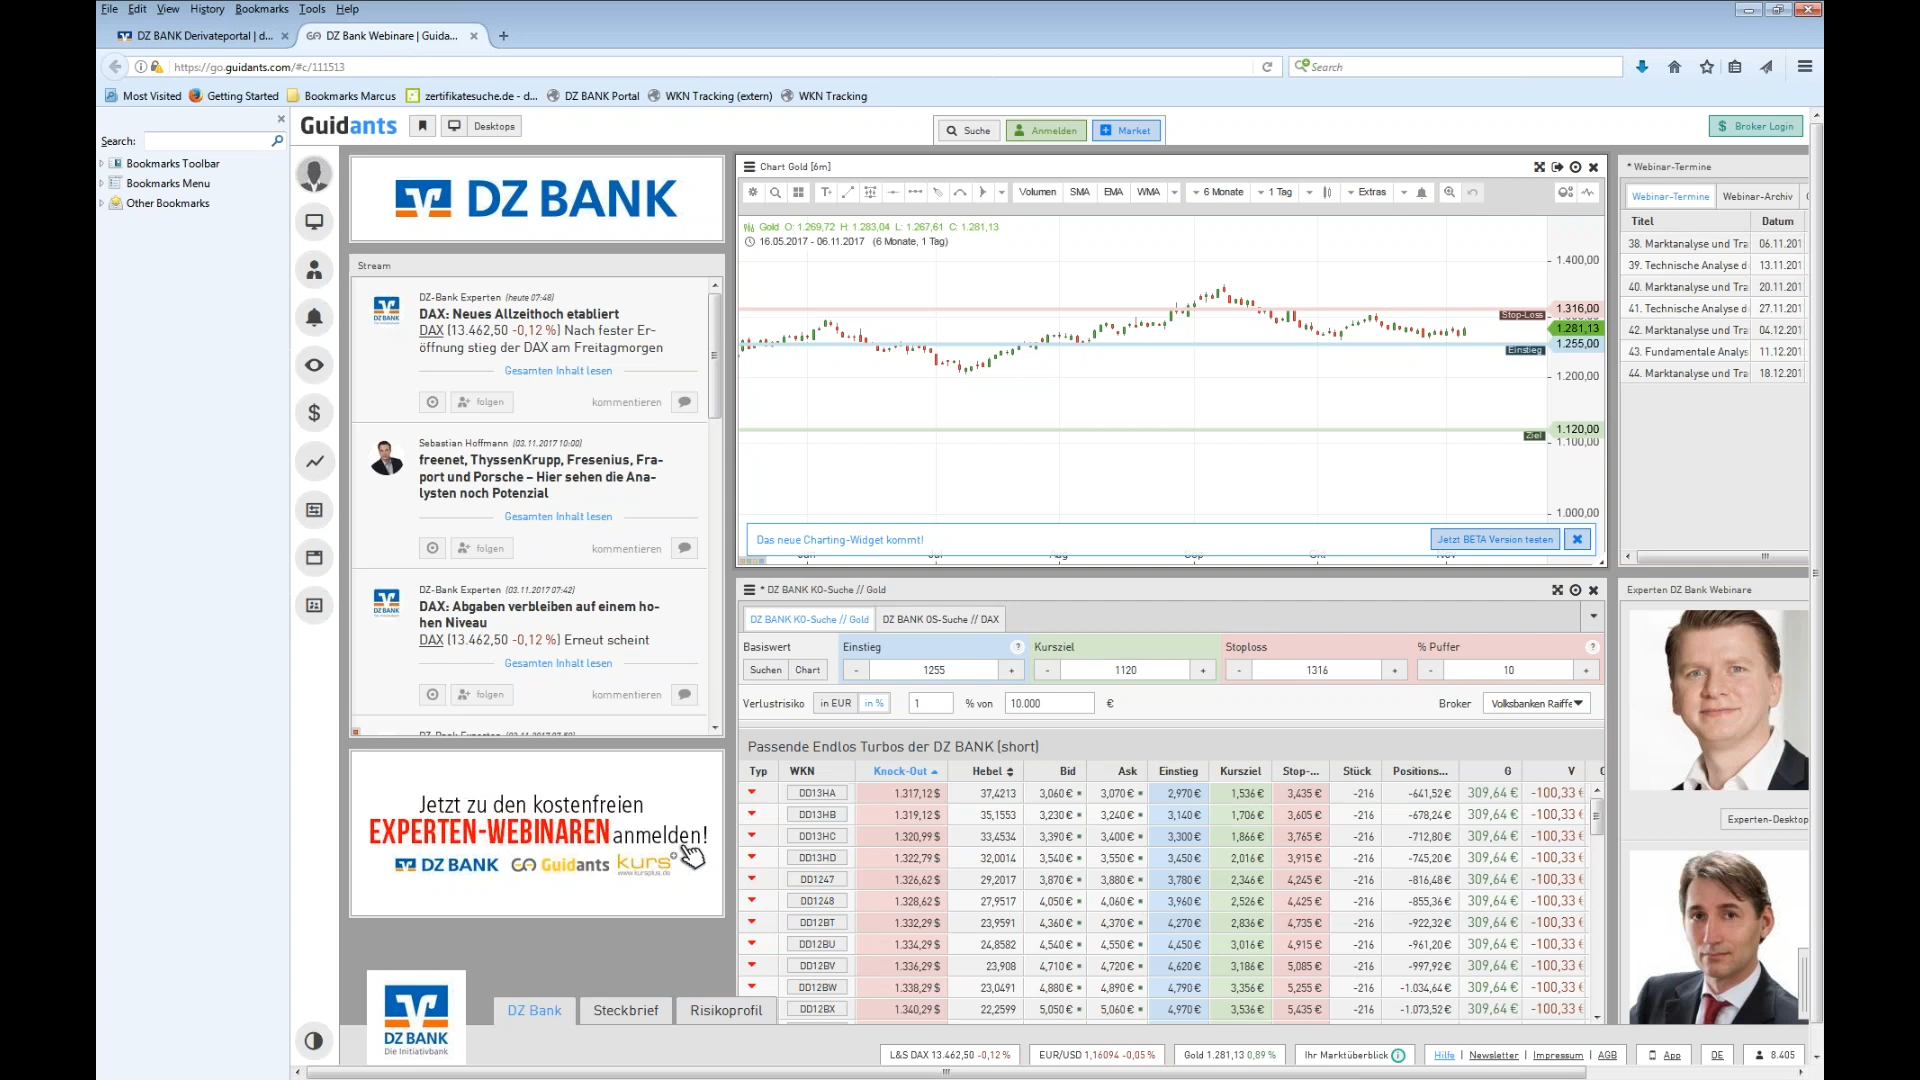 File Edit View History Bookmarks Tools Help
DZ BANK Derivateportal | d...
DZ Bank Webinare | Guida...
https://go.guidants.com/#c/111513
Search
Most Visited Getting Started Bookmarks Marcus zertifikatesuche.de - d... DZ BANK Portal WKN Tracking (extern) WKN Tracking
Search:
Bookmarks Toolbar
Bookmarks Menu
Other Bookmarks
Guidants
Desktops
Suche Anmelden Market
Broker Login
DZ BANK
Stream
DZ-Bank Experten (heute 07:48)
DAX: Neues Allzeithoch etabliert
DAX (13.462,50 -0,12 %) Nach fester Er-
öffnung stieg der DAX am Freitagmorgen
Gesamten Inhalt lesen
folgen kommentieren
Sebastian Hoffmann (03.11.2017 10:00)
freenet, ThyssenKrupp, Fresenius, Fra-
port und Porsche – Hier sehen die Ana-
lysten noch Potenzial
Gesamten Inhalt lesen
folgen kommentieren
DZ-Bank Experten (03.11.2017 07:42)
DAX: Abgaben verbleiben auf einem ho-
hen Niveau
DAX (13.462,50 -0,12 %) Erneut scheint
Gesamten Inhalt lesen
folgen kommentieren
Jetzt zu den kostenfreien
EXPERTEN-WEBINAREN anmelden!
DZ BANK Guidants kurs+
www.kursplus.de
DZ BANK
Die Initiativbank
DZ Bank Steckbrief Risikoprofil
Chart Gold [6m]
Volumen SMA EMA WMA 6 Monate 1 Tag Extras
Gold O: 1.269,72 H: 1.283,04 L: 1.267,61 C: 1.281,13
16.05.2017 - 06.11.2017 (6 Monate, 1 Tag)
1.400,00
1.316,00
Stop-Loss
1.281,13
1.255,00
Einstieg
1.200,00
1.120,00
Ziel
1.100,00
1.000,00
Das neue Charting-Widget kommt!
Jetzt BETA Version testen
* DZ BANK KO-Suche // Gold
DZ BANK KO-Suche // Gold DZ BANK OS-Suche // DAX
Basiswert Einstieg ? Kursziel Stoploss % Puffer ?
Suchen Chart - 1255 + - 1120 + - 1316 + - 10 +
Verlustrisiko in EUR in % 1 % von 10.000 € Broker Volksbanken Raiffe
Passende Endlos Turbos der DZ BANK (short)
Typ WKN Knock-Out Hebel Bid Ask Einstieg Kursziel Stop-... Stück Positions... G V
DD13HA 1.317,12 $ 37,4213 3,060 € 3,070 € 2,970 € 1,536 € 3,435 € -216 -641,52 € 309,64 € -100,33 €
DD13HB 1.319,12 $ 35,1553 3,230 € 3,240 € 3,140 € 1,706 € 3,605 € -216 -678,24 € 309,64 € -100,33 €
DD13HC 1.320,99 $ 33,4534 3,390 € 3,400 € 3,300 € 1,866 € 3,765 € -216 -712,80 € 309,64 € -100,33 €
DD13HD 1.322,79 $ 32,0014 3,540 € 3,550 € 3,450 € 2,016 € 3,915 € -216 -745,20 € 309,64 € -100,33 €
DD1247 1.326,62 $ 29,2017 3,870 € 3,880 € 3,780 € 2,346 € 4,245 € -216 -816,48 € 309,64 € -100,33 €
DD1248 1.328,62 $ 27,9517 4,050 € 4,060 € 3,960 € 2,526 € 4,425 € -216 -855,36 € 309,64 € -100,33 €
DD12BT 1.332,29 $ 23,9591 4,360 € 4,370 € 4,270 € 2,836 € 4,735 € -216 -922,32 € 309,64 € -100,33 €
DD12BU 1.334,29 $ 24,8582 4,540 € 4,550 € 4,450 € 3,016 € 4,915 € -216 -961,20 € 309,64 € -100,33 €
DD12BV 1.336,29 $ 23,908 4,710 € 4,720 € 4,620 € 3,186 € 5,085 € -216 -997,92 € 309,64 € -100,33 €
DD12BW 1.338,29 $ 23,0491 4,880 € 4,890 € 4,790 € 3,356 € 5,255 € -216 -1.034,64 € 309,64 € -100,33 €
DD12BX 1.340,29 $ 22,2599 5,050 € 5,060 € 4,970 € 3,536 € 5,435 € -216 -1.073,52 € 309,64 € -100,33 €
* Webinar-Termine
Webinar-Termine Webinar-Archiv
Titel Datum
38. Marktanalyse und Tra 06.11.201
39. Technische Analyse d 13.11.201
40. Marktanalyse und Tra 20.11.201
41. Technische Analyse d 27.11.201
42. Marktanalyse und Tra 04.12.201
43. Fundamentale Analys 11.12.201
44. Marktanalyse und Tra 18.12.201
Experten DZ Bank Webinare
Experten-Desktop
L&S DAX 13.462,50 -0,12 % EUR/USD 1,16094 -0,05 % Gold 1.281,13 0,89 % Ihr Marktüberblick Hilfe | Newsletter | Impressum | AGB App DE 8.405